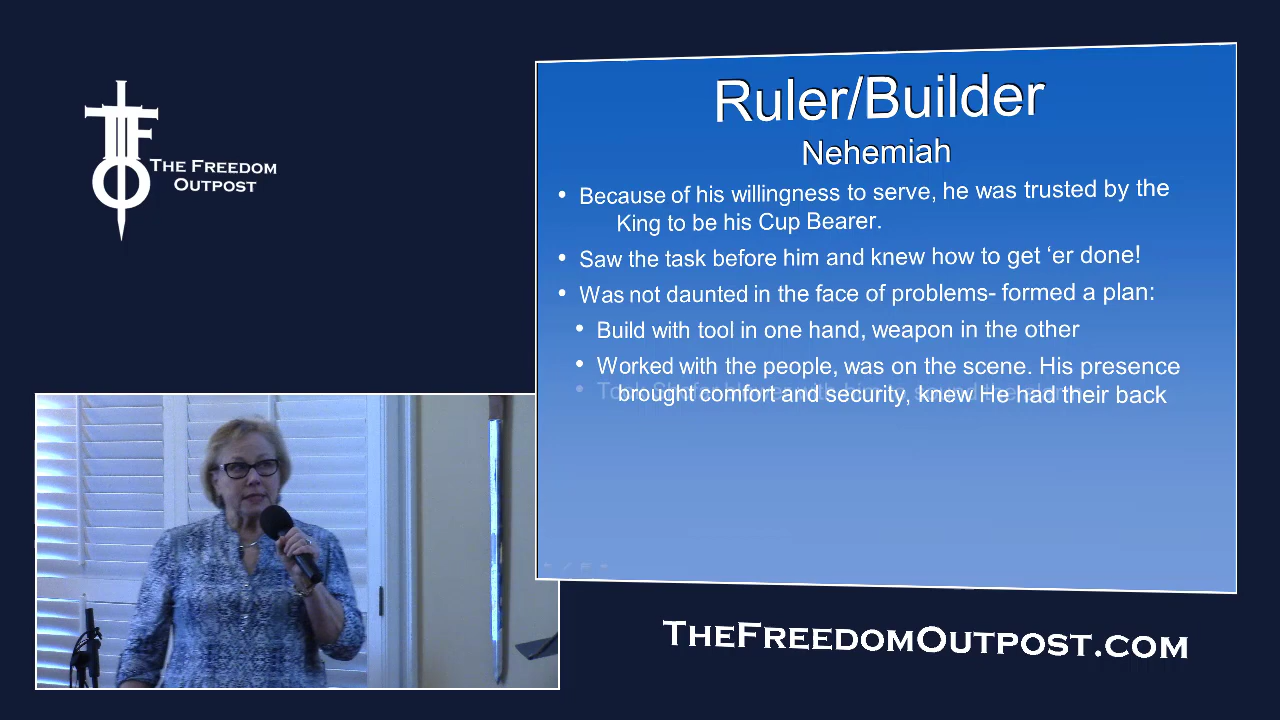 TF
O
The Freedom
Outpost
Ruler/Builder
Nehemiah
• Because of his willingness to serve, he was trusted by the
King to be his Cup Bearer.
• Saw the task before him and knew how to get ‘er done!
• Was not daunted in the face of problems- formed a plan:
• Build with tool in one hand, weapon in the other
• Worked with the people, was on the scene. His presence
brought comfort and security, knew He had their back
TheFreedomOutpost.com